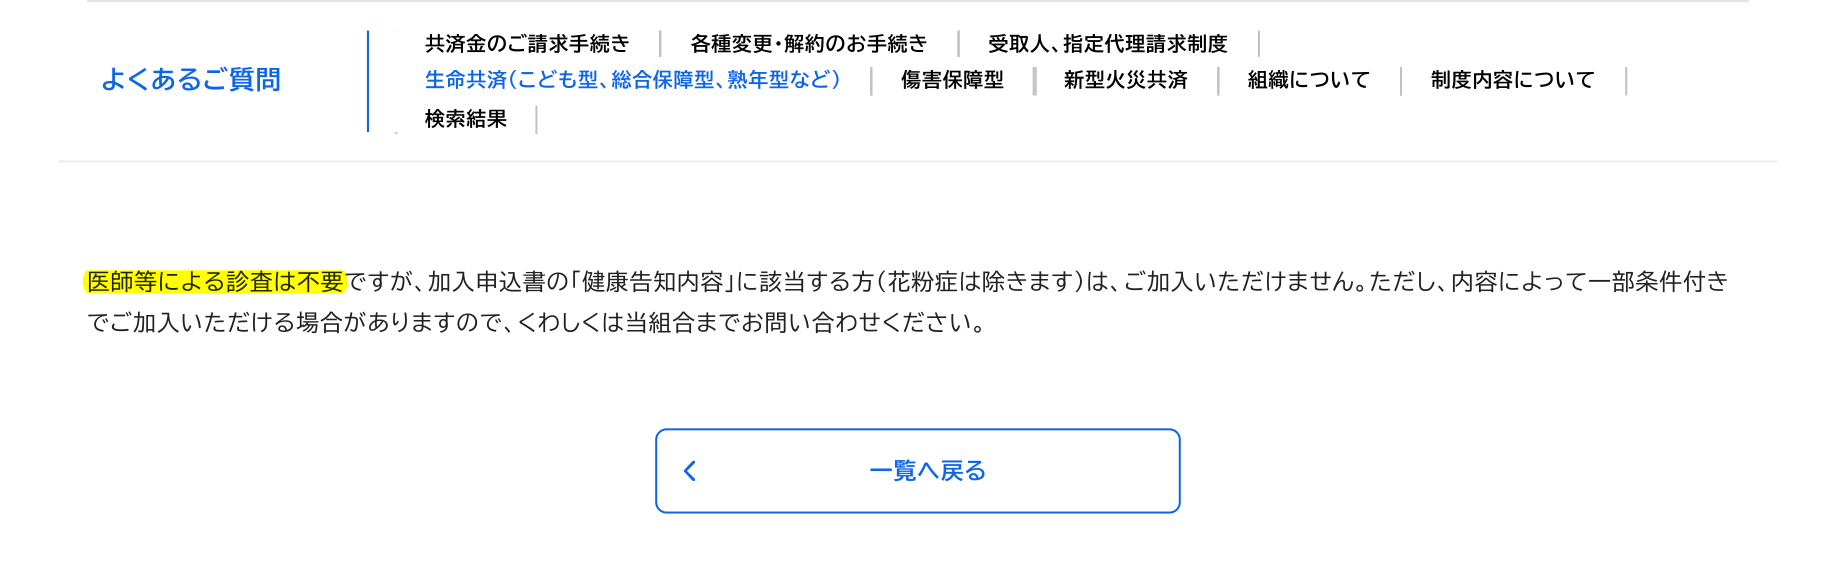 よくあるご質問
共済金のご請求手続き
各種変更・解約のお手続き
受取人、指定代理請求制度
生命共済（こども型、総合保障型、熟年型など）
傷害保障型
新型火災共済
組織について
制度内容について
検索結果
医師等による診査は不要ですが、加入申込書の「健康告知内容」に該当する方（花粉症は除きます）は、ご加入いただけません。ただし、内容によって一部条件付き
でご加入いただける場合がありますので、くわしくは当組合までお問い合わせください。
一覧へ戻る